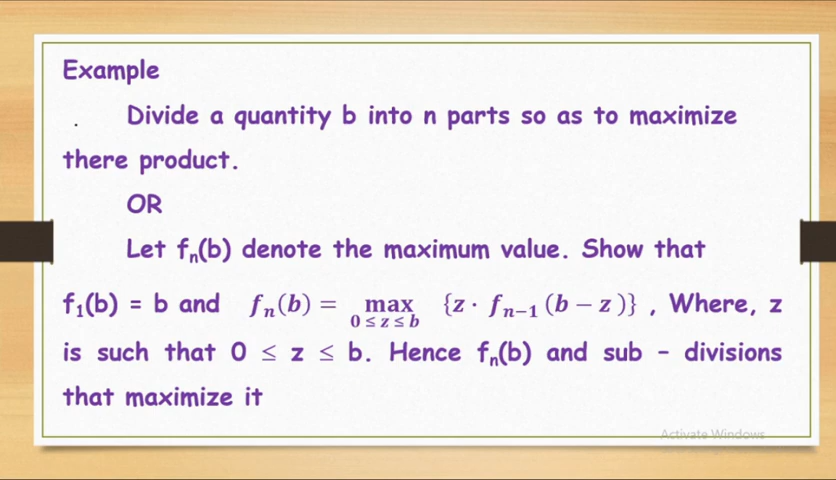 Example
Divide a quantity b into n parts so as to maximize
there product.
OR
Let fₙ(b) denote the maximum value. Show that
f₁(b) = b and fₙ(b) = max {z · fₙ₋₁ (b − z )} , Where, z
0 ≤ z ≤ b
is such that 0 ≤ z ≤ b. Hence fₙ(b) and sub – divisions
that maximize it
Activate Windows